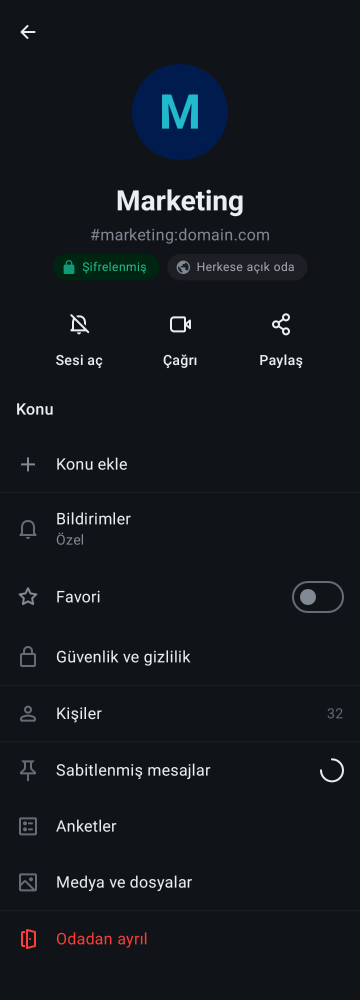 M
Marketing
#marketing:domain.com
Şifrelenmiş
Herkese açık oda
Sesi aç
Çağrı
Paylaş
Konu
Konu ekle
Bildirimler
Özel
Favori
Güvenlik ve gizlilik
Kişiler
32
Sabitlenmiş mesajlar
Anketler
Medya ve dosyalar
Odadan ayrıl